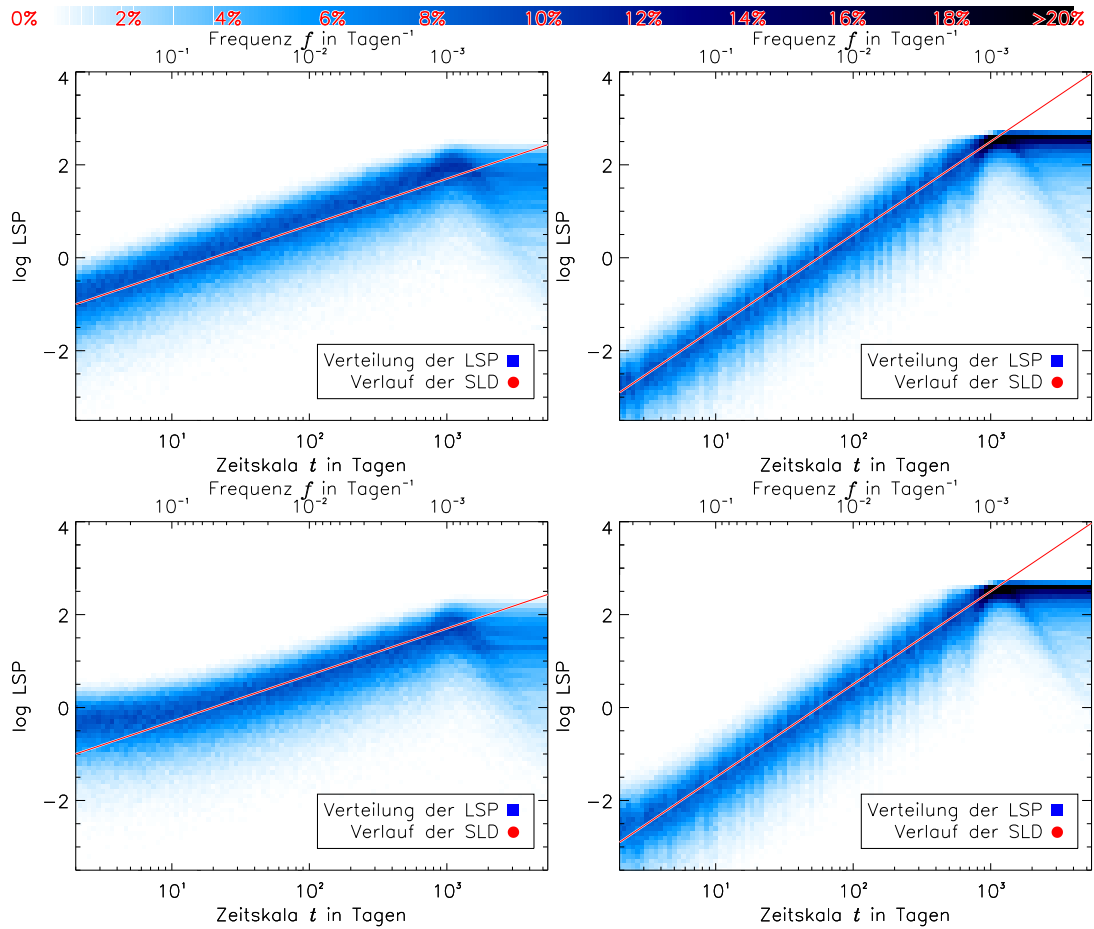 0% 2% 4% 6% 8% 10% 12% 14% 16% 18% >20%
Frequenz f in Tagen⁻¹
10⁻¹ 10⁻² 10⁻³
4
2
0
−2
log LSP
Verteilung der LSP
Verlauf der SLD
10¹ 10² 10³
Zeitskala t in Tagen
Frequenz f in Tagen⁻¹
10⁻¹ 10⁻² 10⁻³
4
2
0
−2
log LSP
Verteilung der LSP
Verlauf der SLD
10¹ 10² 10³
Zeitskala t in Tagen
Frequenz f in Tagen⁻¹
10⁻¹ 10⁻² 10⁻³
4
2
0
−2
log LSP
Verteilung der LSP
Verlauf der SLD
10¹ 10² 10³
Zeitskala t in Tagen
Frequenz f in Tagen⁻¹
10⁻¹ 10⁻² 10⁻³
4
2
0
−2
log LSP
Verteilung der LSP
Verlauf der SLD
10¹ 10² 10³
Zeitskala t in Tagen